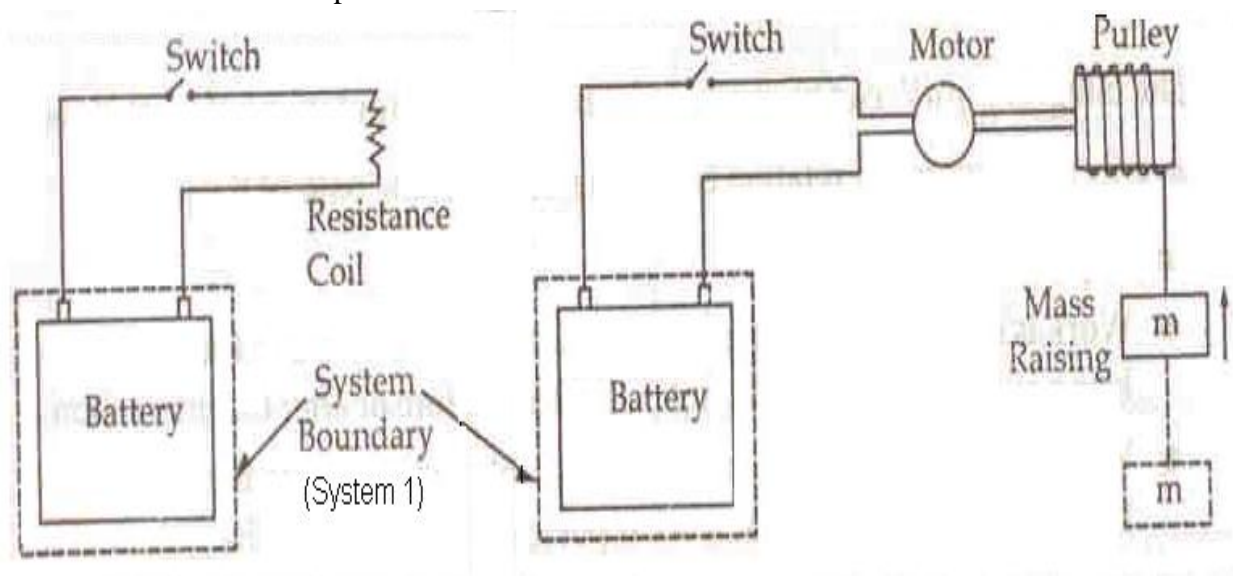 Switch
Resistance
Coil
Battery
System
Boundary
(System 1)
Switch
Motor
Pulley
Battery
Mass
Raising
m
m